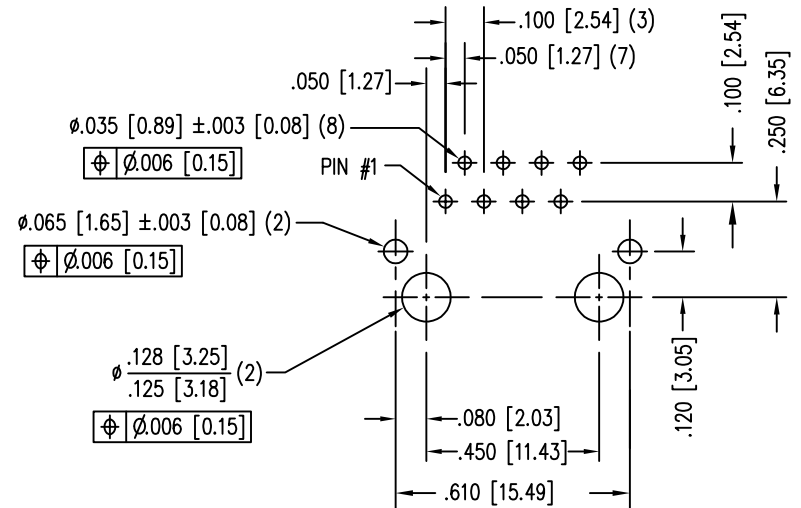 .100 [2.54] (3)
.050 [1.27] (7)
.050 [1.27]
.100 [2.54]
.250 [6.35]
ø.035 [0.89] ±.003 [0.08] (8)
⌖ Ø.006 [0.15]
PIN #1
ø.065 [1.65] ±.003 [0.08] (2)
⌖ Ø.006 [0.15]
ø .128 [3.25]
.125 [3.18] (2)
⌖ Ø.006 [0.15]
.120 [3.05]
.080 [2.03]
.450 [11.43]
.610 [15.49]